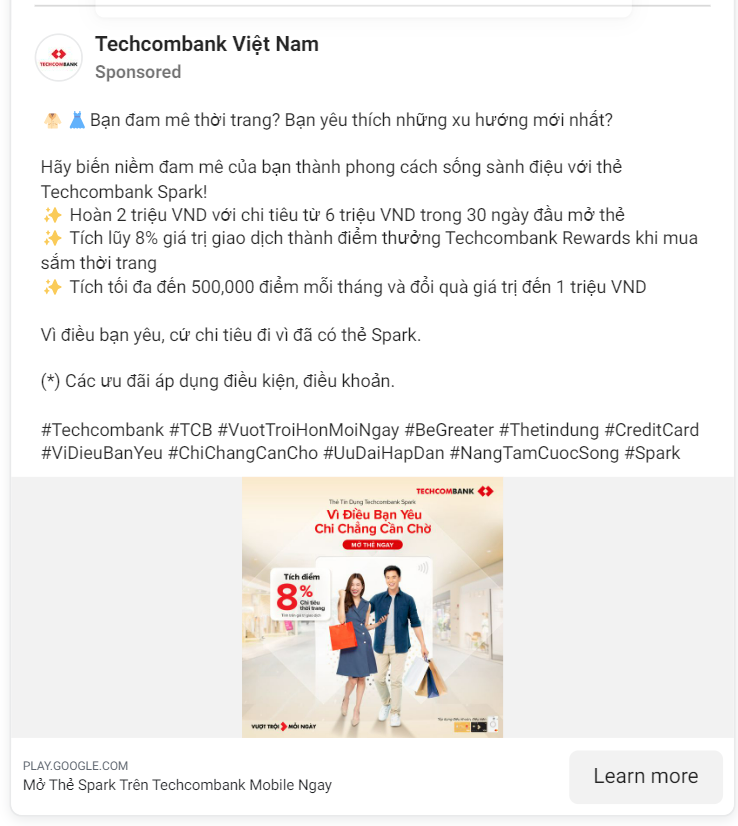 Techcombank Việt Nam
TECHCOMBANK
Sponsored
Bạn đam mê thời trang? Bạn yêu thích những xu hướng mới nhất?
Hãy biến niềm đam mê của bạn thành phong cách sống sành điệu với thẻ
Techcombank Spark!
✨ Hoàn 2 triệu VND với chi tiêu từ 6 triệu VND trong 30 ngày đầu mở thẻ
✨ Tích lũy 8% giá trị giao dịch thành điểm thưởng Techcombank Rewards khi mua
sắm thời trang
✨ Tích tối đa đến 500,000 điểm mỗi tháng và đổi quà giá trị đến 1 triệu VND
Vì điều bạn yêu, cứ chi tiêu đi vì đã có thẻ Spark.
(*) Các ưu đãi áp dụng điều kiện, điều khoản.
#Techcombank #TCB #VuotTroiHonMoiNgay #BeGreater #Thetindung #CreditCard
#ViDieuBanYeu #ChiChangCanCho #UuDaiHapDan #NangTamCuocSong #Spark
TECHCOMBANK
Thẻ Tín Dụng Techcombank Spark
Vì Điều Bạn Yêu
Chi Chẳng Cần Chờ
MỞ THẺ NGAY
Tích điểm
8%
Chi tiêu
thời trang
VƯỢT TRỘI MỖI NGÀY
PLAY.GOOGLE.COM
Mở Thẻ Spark Trên Techcombank Mobile Ngay
Learn more